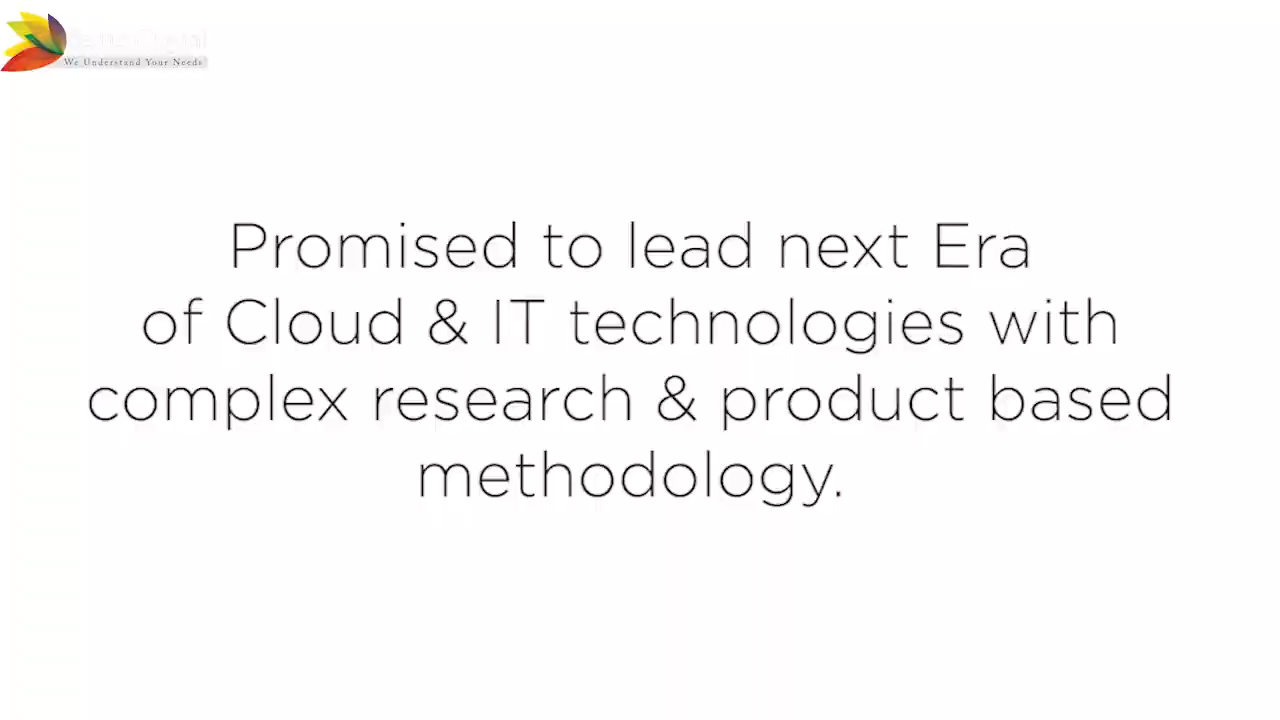 We Understand Your Needs
Promised to lead next Era
of Cloud & IT technologies with
complex research & product based
methodology.